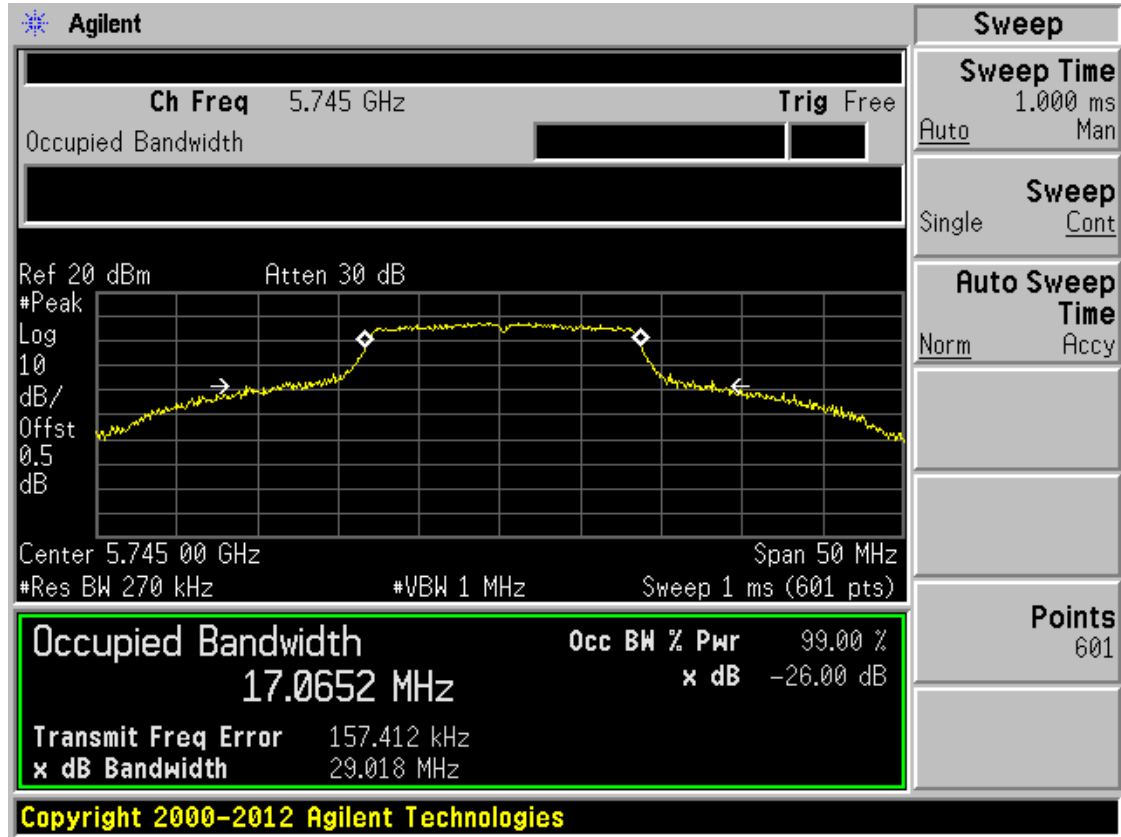 Agilent
Ch Freq 5.745 GHz Trig Free
Occupied Bandwidth
Ref 20 dBm Atten 30 dB
#Peak
Log
10
dB/
Offst
0.5
dB
Center 5.745 00 GHz Span 50 MHz
#Res BW 270 kHz #VBW 1 MHz Sweep 1 ms (601 pts)
Occupied Bandwidth
17.0652 MHz
Occ BW % Pwr 99.00 %
x dB -26.00 dB
Transmit Freq Error 157.412 kHz
x dB Bandwidth 29.018 MHz
Copyright 2000-2012 Agilent Technologies
Sweep
Sweep Time
1.000 ms
Auto Man
Sweep
Single Cont
Auto Sweep
Time
Norm Accy
Points
601